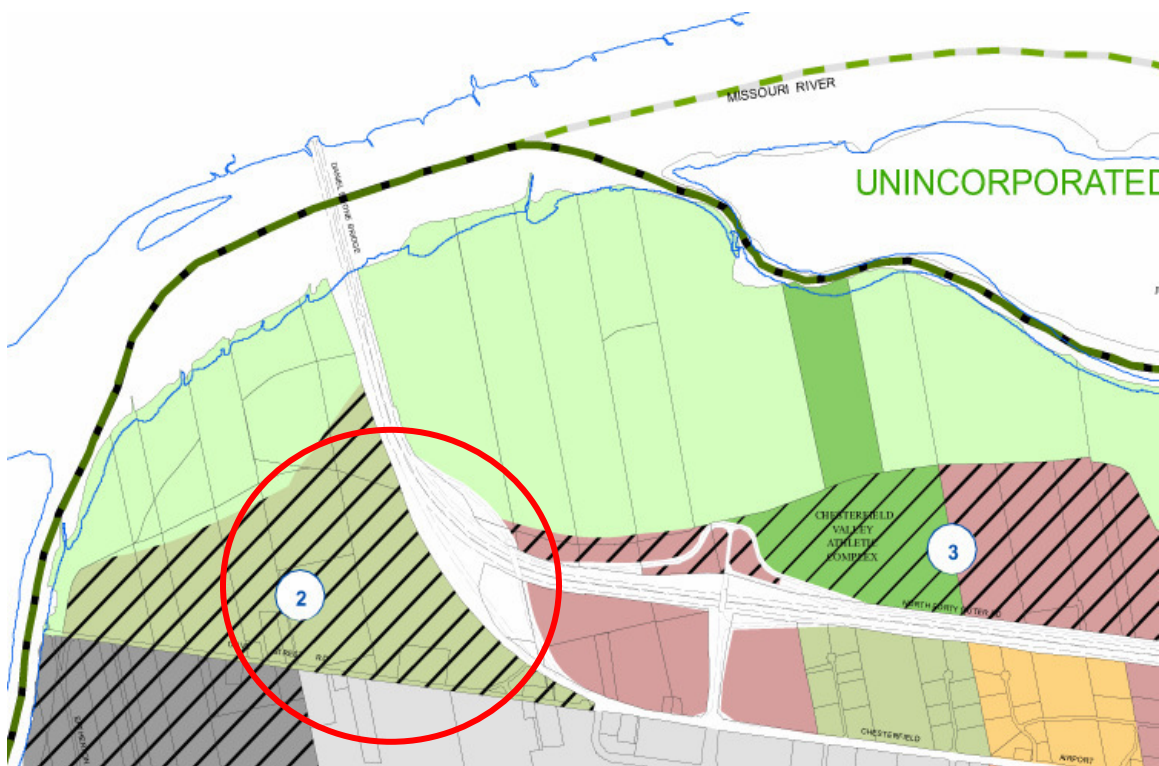 MISSOURI RIVER
UNINCORPORATED
DANIEL BOONE BRIDGE
CHESTERFIELD
VALLEY
ATHLETIC
COMPLEX
3
2
NORTH FORTY OUTER RD
CHESTERFIELD
AIRPORT